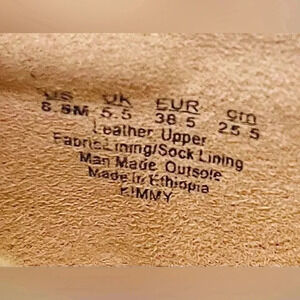 US UK EUR cm
8.5M 5.5 38.5 25.5
Leather Upper
Fabric Lining/Sock Lining
Man Made Outsole
Made in Ethiopia
KIMMY